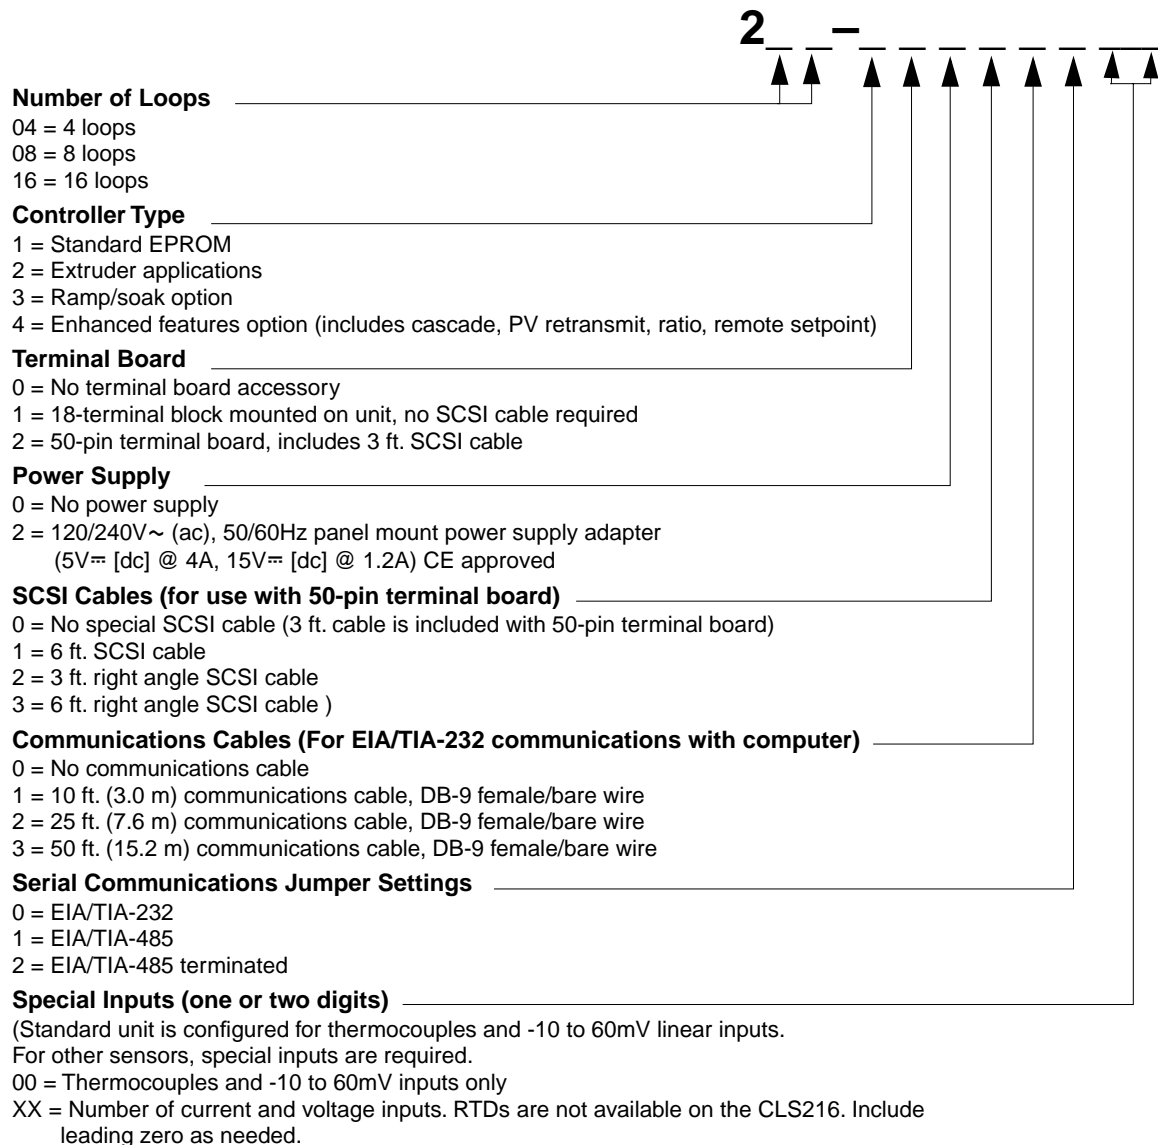 2_ _–_ _ _ _ _ _ _ _
Number of Loops
04 = 4 loops
08 = 8 loops
16 = 16 loops
Controller Type
1 = Standard EPROM
2 = Extruder applications
3 = Ramp/soak option
4 = Enhanced features option (includes cascade, PV retransmit, ratio, remote setpoint)
Terminal Board
0 = No terminal board accessory
1 = 18-terminal block mounted on unit, no SCSI cable required
2 = 50-pin terminal board, includes 3 ft. SCSI cable
Power Supply
0 = No power supply
2 = 120/240V~ (ac), 50/60Hz panel mount power supply adapter
(5V⎓ [dc] @ 4A, 15V⎓ [dc] @ 1.2A) CE approved
SCSI Cables (for use with 50-pin terminal board)
0 = No special SCSI cable (3 ft. cable is included with 50-pin terminal board)
1 = 6 ft. SCSI cable
2 = 3 ft. right angle SCSI cable
3 = 6 ft. right angle SCSI cable )
Communications Cables (For EIA/TIA-232 communications with computer)
0 = No communications cable
1 = 10 ft. (3.0 m) communications cable, DB-9 female/bare wire
2 = 25 ft. (7.6 m) communications cable, DB-9 female/bare wire
3 = 50 ft. (15.2 m) communications cable, DB-9 female/bare wire
Serial Communications Jumper Settings
0 = EIA/TIA-232
1 = EIA/TIA-485
2 = EIA/TIA-485 terminated
Special Inputs (one or two digits)
(Standard unit is configured for thermocouples and -10 to 60mV linear inputs.
For other sensors, special inputs are required.
00 = Thermocouples and -10 to 60mV inputs only
XX = Number of current and voltage inputs. RTDs are not available on the CLS216. Include
leading zero as needed.